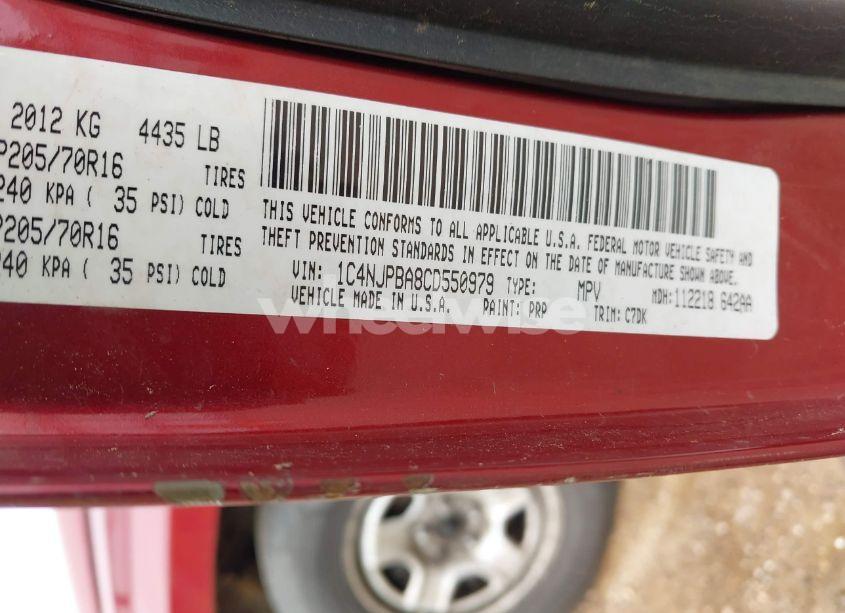 2012 KG 4435 LB
P205/70R16 TIRES
240 KPA ( 35 PSI) COLD
P205/70R16 TIRES
240 KPA ( 35 PSI) COLD
THIS VEHICLE CONFORMS TO ALL APPLICABLE U.S.A. FEDERAL MOTOR VEHICLE SAFETY AND
THEFT PREVENTION STANDARDS IN EFFECT ON THE DATE OF MANUFACTURE SHOWN ABOVE.
VIN: 1C4NJPBA8CD550979 TYPE: MPV MDH:112218 642AA
VEHICLE MADE IN U.S.A. PAINT: PRP TRIM: C7DK
wheelwise